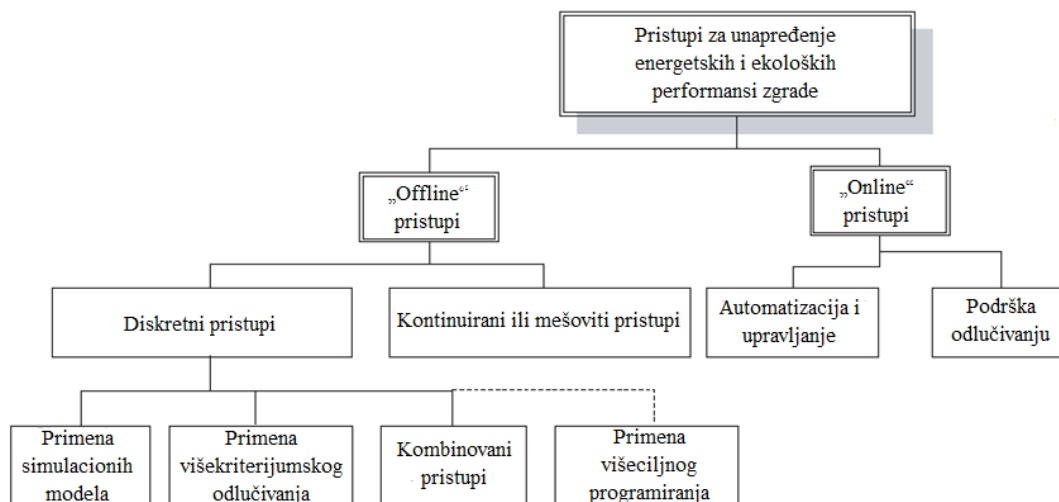 Pristupi za unapređenje
energetskih i ekoloških
performansi zgrade
„Offline“
pristupi
„Online“
pristupi
Diskretni pristupi
Kontinuirani ili mešoviti pristupi
Automatizacija i
upravljanje
Podrška
odlučivanju
Primena
simulacionih
modela
Primena
višekriterijumskog
odlučivanja
Kombinovani
pristupi
Primena
višeciljnog
programiranja